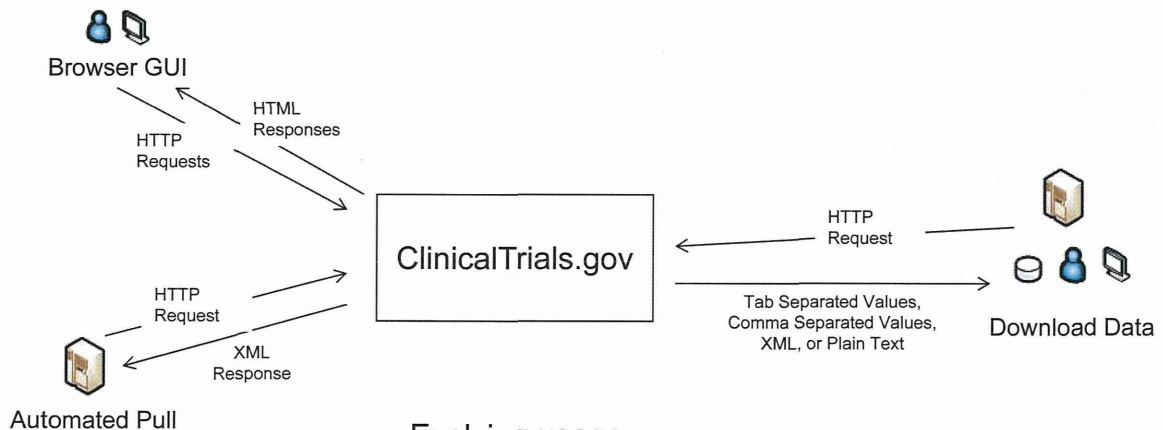 Browser GUI
HTML
Responses
HTTP
Requests
ClinicalTrials.gov
HTTP
Request
XML
Response
Automated Pull
HTTP
Request
Tab Separated Values,
Comma Separated Values,
XML, or Plain Text
Download Data